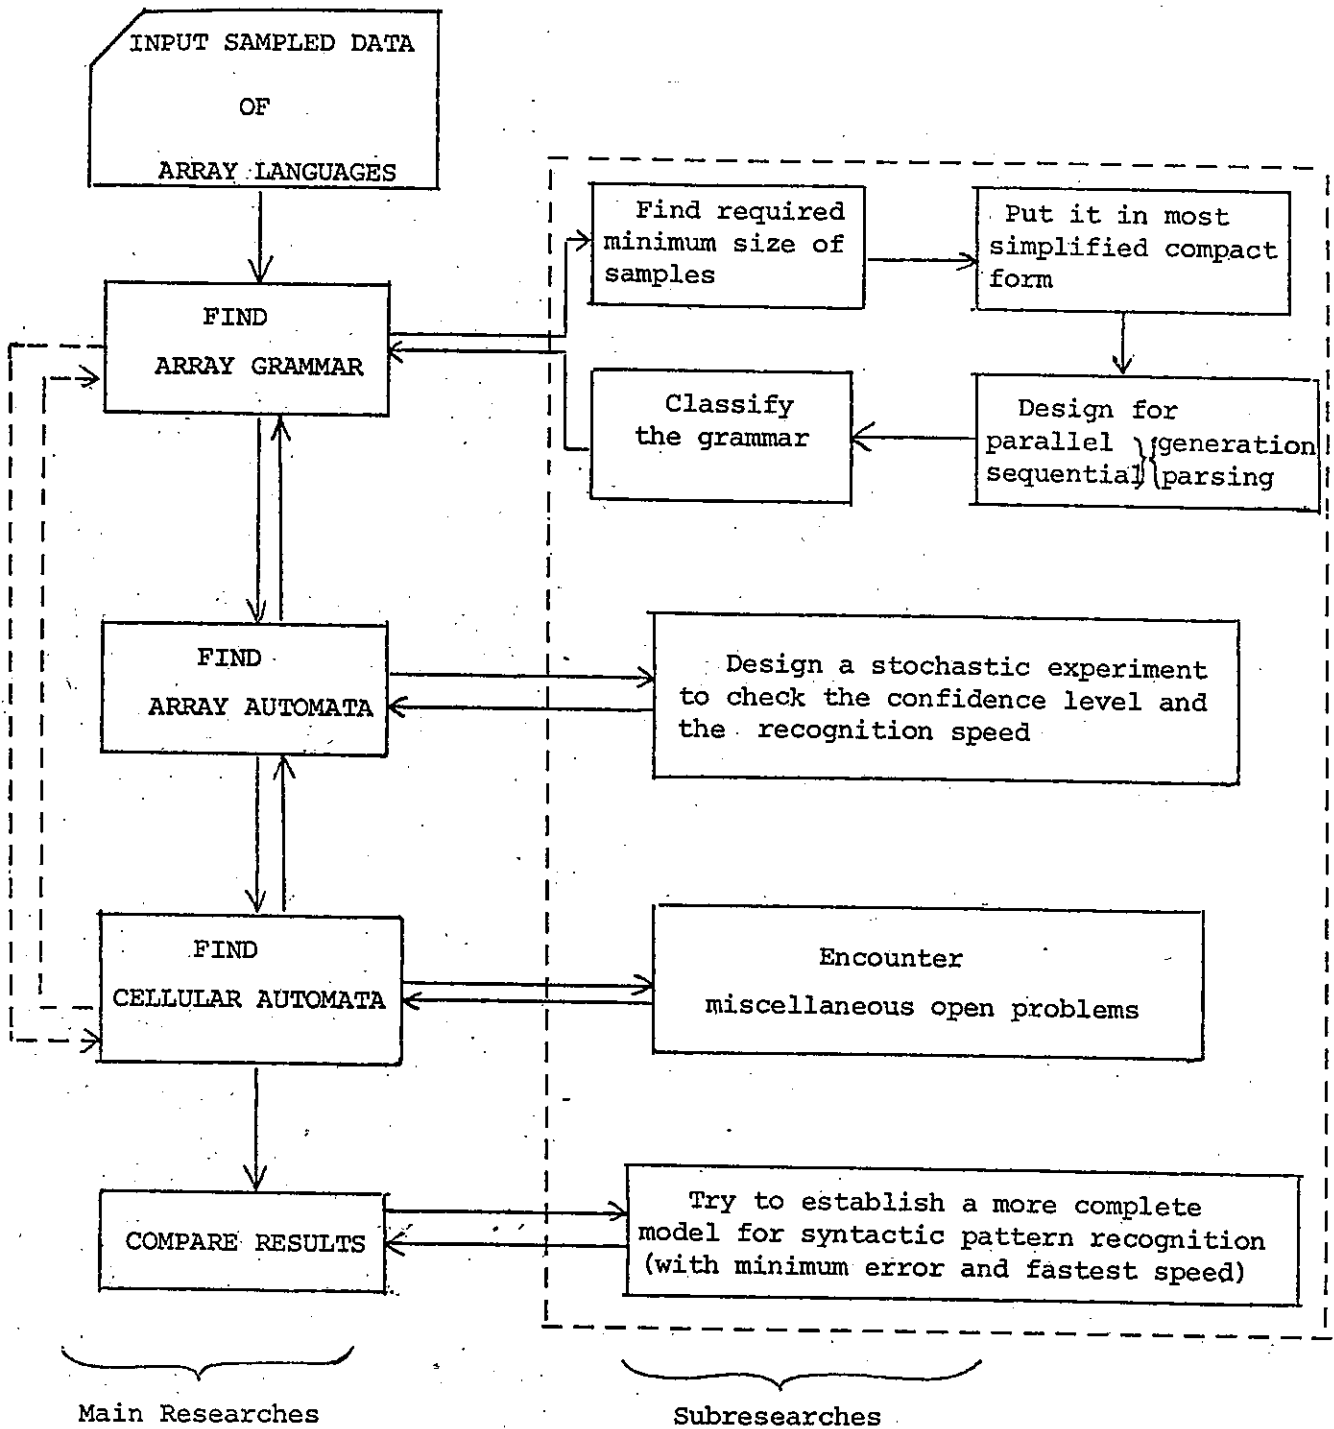 INPUT SAMPLED DATA
OF
ARRAY LANGUAGES
FIND
ARRAY GRAMMAR
Find required
minimum size of
samples
Put it in most
simplified compact
form
Classify
the grammar
Design for
parallel } { generation
sequential } { parsing
FIND
ARRAY AUTOMATA
Design a stochastic experiment
to check the confidence level and
the recognition speed
FIND
CELLULAR AUTOMATA
Encounter
miscellaneous open problems
COMPARE RESULTS
Try to establish a more complete
model for syntactic pattern recognition
(with minimum error and fastest speed)
Main Researches
Subresearches